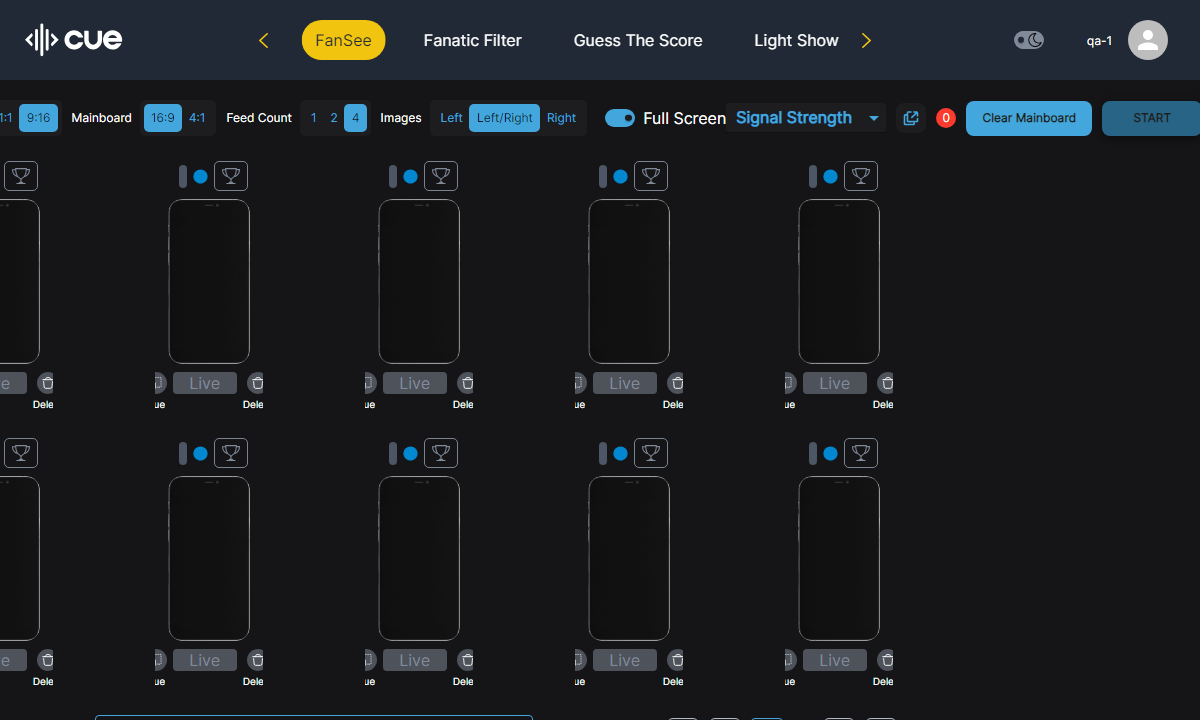 cue
FanSee
Fanatic Filter
Guess The Score
Light Show
qa-1
1:1 9:16 Mainboard 16:9 4:1 Feed Count 1 2 4 Images Left Left/Right Right Full Screen Signal Strength 0 Clear Mainboard START
e Live Live Live Live
Dele ue Dele ue Dele ue Dele ue Dele
e Live Live Live Live
Dele ue Dele ue Dele ue Dele ue Dele